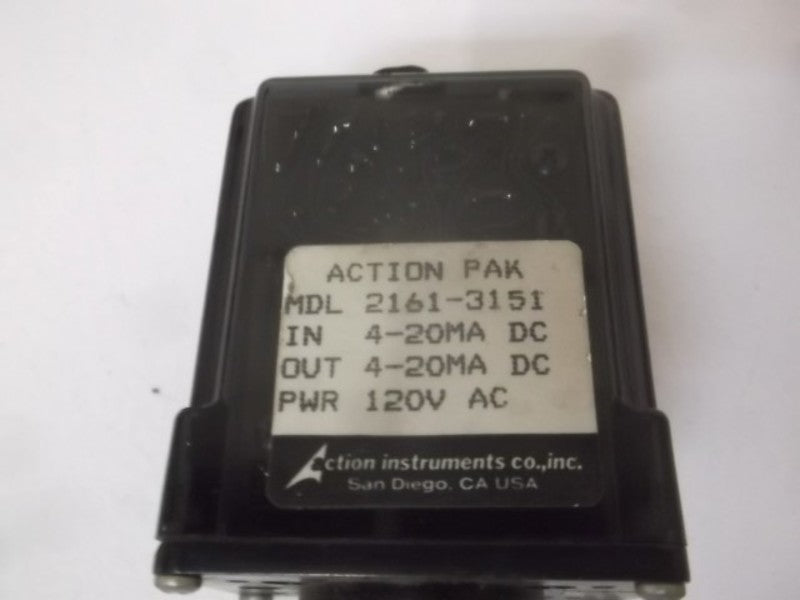 ACTION PAK
MDL 2161-3151
IN 4-20MA DC
OUT 4-20MA DC
PWR 120V AC
Action instruments co.,inc.
San Diego, CA USA